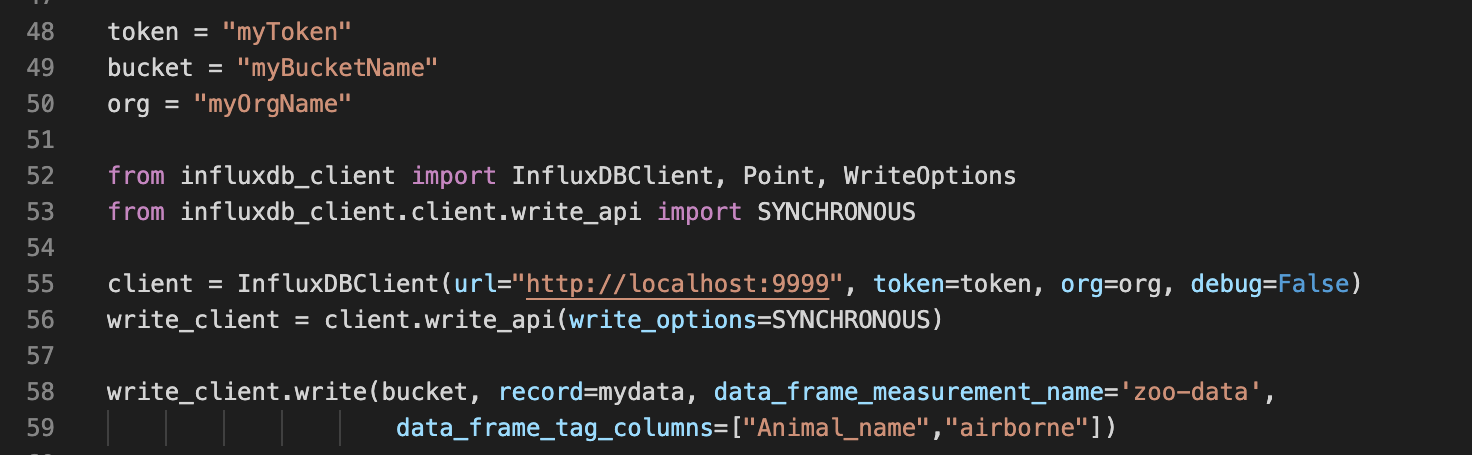 48 token = "myToken"
49 bucket = "myBucketName"
50 org = "myOrgName"
51
52 from influxdb_client import InfluxDBClient, Point, WriteOptions
53 from influxdb_client.client.write_api import SYNCHRONOUS
54
55 client = InfluxDBClient(url="http://localhost:9999", token=token, org=org, debug=False)
56 write_client = client.write_api(write_options=SYNCHRONOUS)
57
58 write_client.write(bucket, record=mydata, data_frame_measurement_name='zoo-data',
59 data_frame_tag_columns=["Animal_name","airborne"])